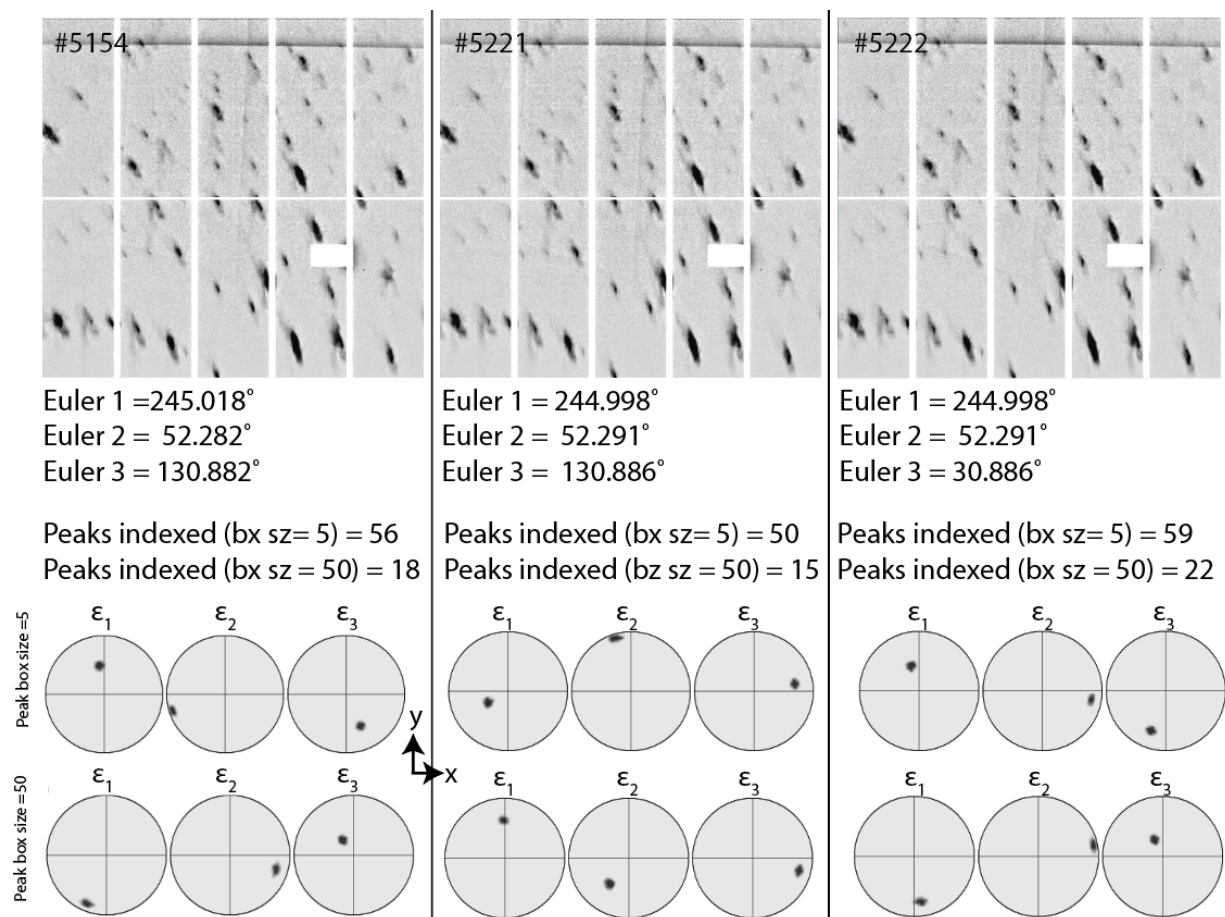 #5154
#5221
#5222
Euler 1 =245.018°
Euler 2 = 52.282°
Euler 3 = 130.882°
Peaks indexed (bx sz= 5) = 56
Peaks indexed (bx sz = 50) = 18
Euler 1 = 244.998°
Euler 2 = 52.291°
Euler 3 = 130.886°
Peaks indexed (bx sz= 5) = 50
Peaks indexed (bz sz = 50) = 15
Euler 1 = 244.998°
Euler 2 = 52.291°
Euler 3 = 30.886°
Peaks indexed (bx sz= 5) = 59
Peaks indexed (bx sz = 50) = 22
Peak box size =5
ε1 ε2 ε3
ε1 ε2 ε3
ε1 ε2 ε3
y
x
Peak box size =50
ε1 ε2 ε3
ε1 ε2 ε3
ε1 ε2 ε3